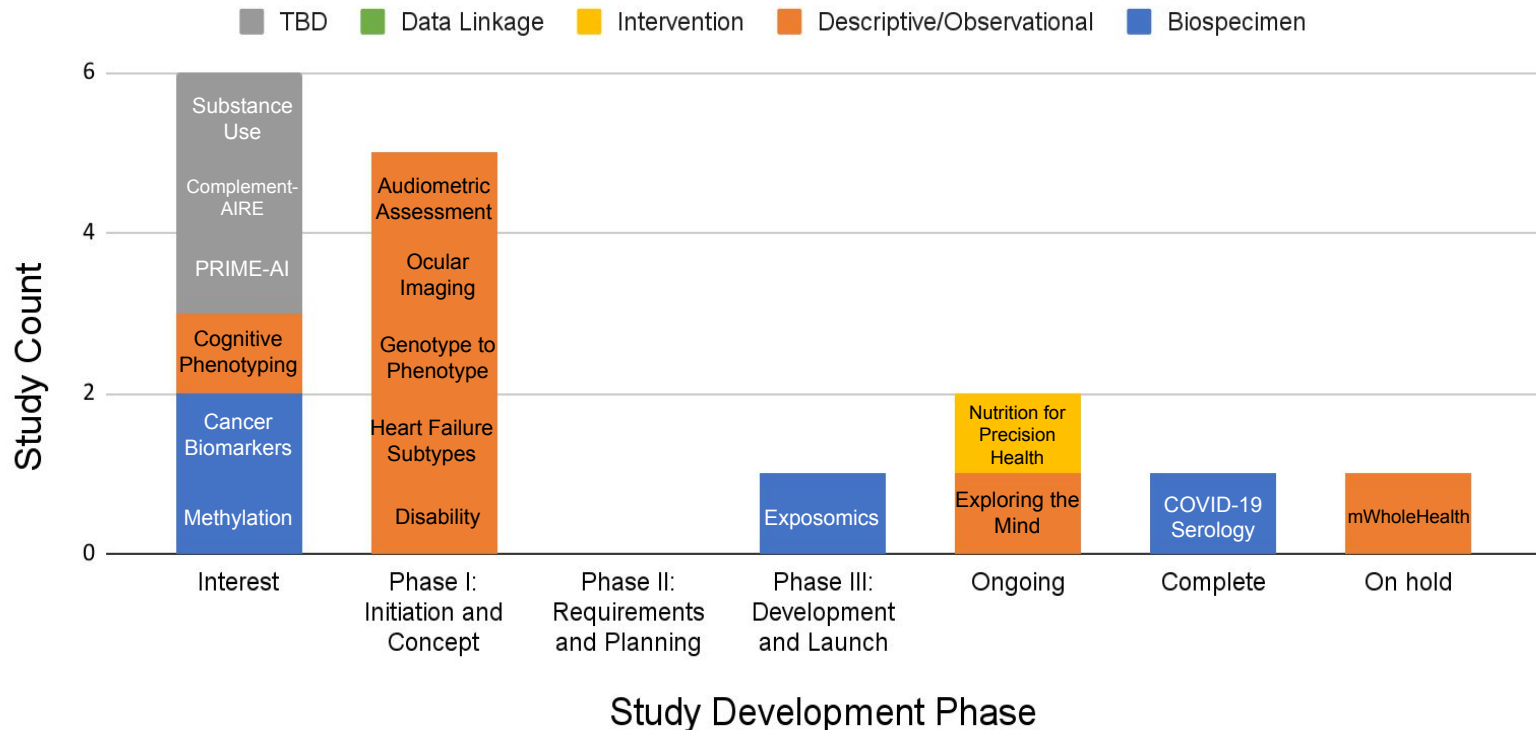 TBD Data Linkage Intervention Descriptive/Observational Biospecimen
Study Count
6
4
2
0
Substance
Use
Complement-
AIRE
PRIME-AI
Cognitive
Phenotyping
Cancer
Biomarkers
Methylation
Audiometric
Assessment
Ocular
Imaging
Genotype to
Phenotype
Heart Failure
Subtypes
Disability
Exposomics
Nutrition for
Precision
Health
Exploring the
Mind
COVID-19
Serology
mWholeHealth
Interest
Phase I:
Initiation and
Concept
Phase II:
Requirements
and Planning
Phase III:
Development
and Launch
Ongoing
Complete
On hold
Study Development Phase